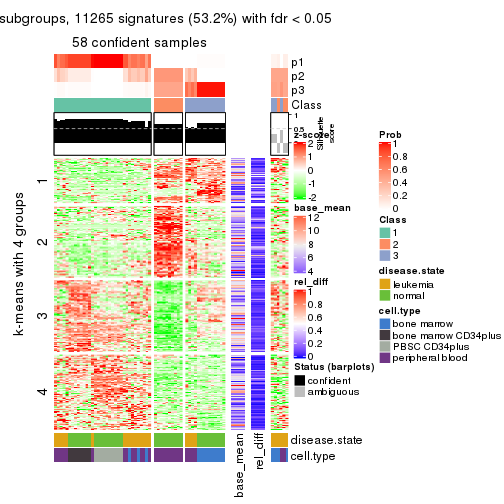 subgroups, 11265 signatures (53.2%) with fdr < 0.05
58 confident samples
p1
p2
p3
Class
1
0.5
0
Silhouette
score
k-means with 4 groups
1
2
3
4
z-score
2
1
0
-1
-2
base_mean
12
10
8
6
4
rel_diff
1
0.8
0.6
0.4
0.2
0
Status (barplots)
confident
ambiguous
Prob
1
0.8
0.6
0.4
0.2
0
Class
1
2
3
disease.state
leukemia
normal
cell.type
bone marrow
bone marrow CD34plus
PBSC CD34plus
peripheral blood
disease.state
cell.type
base_mean
rel_diff